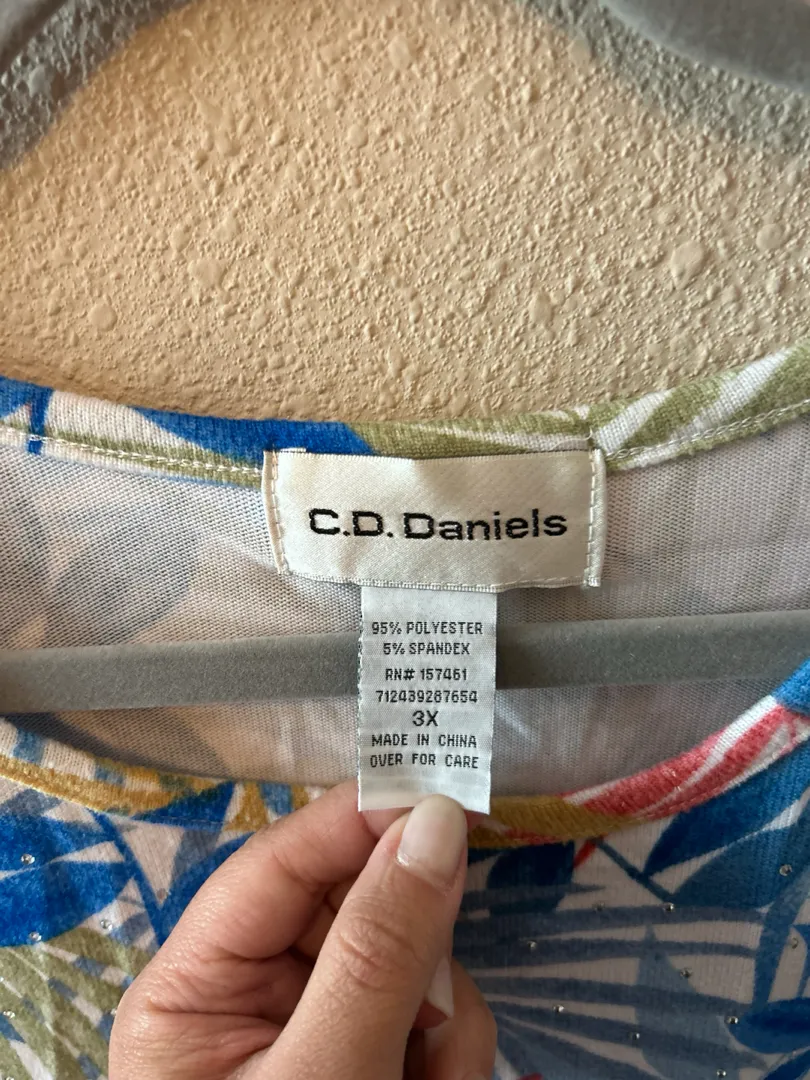 C.D. Daniels
95% POLYESTER
5% SPANDEX
RN# 157461
712439287654
3X
MADE IN CHINA
OVER FOR CARE